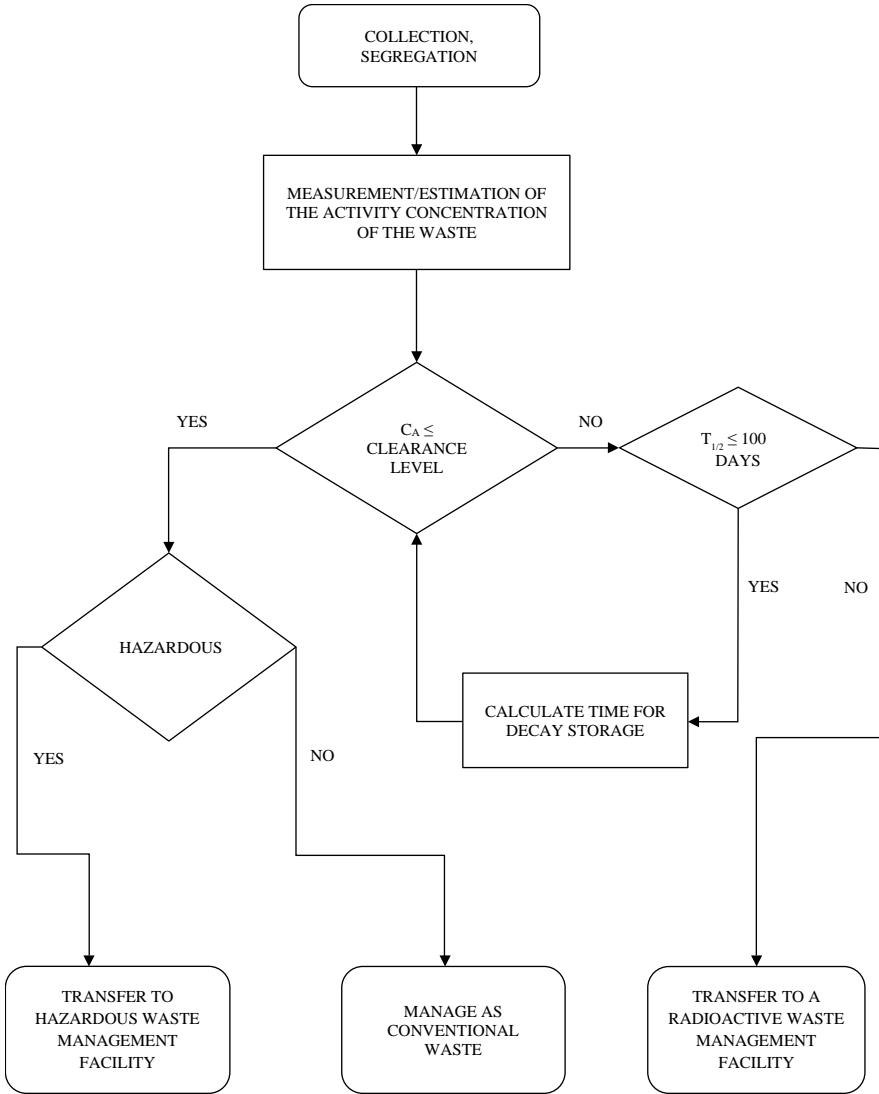 COLLECTION,
SEGREGATION
MEASUREMENT/ESTIMATION OF
THE ACTIVITY CONCENTRATION
OF THE WASTE
YES
C_A ≤
CLEARANCE
LEVEL
NO
T_1/2 ≤ 100
DAYS
YES
NO
HAZARDOUS
CALCULATE TIME FOR
DECAY STORAGE
YES
NO
TRANSFER TO
HAZARDOUS WASTE
MANAGEMENT
FACILITY
MANAGE AS
CONVENTIONAL
WASTE
TRANSFER TO A
RADIOACTIVE WASTE
MANAGEMENT
FACILITY